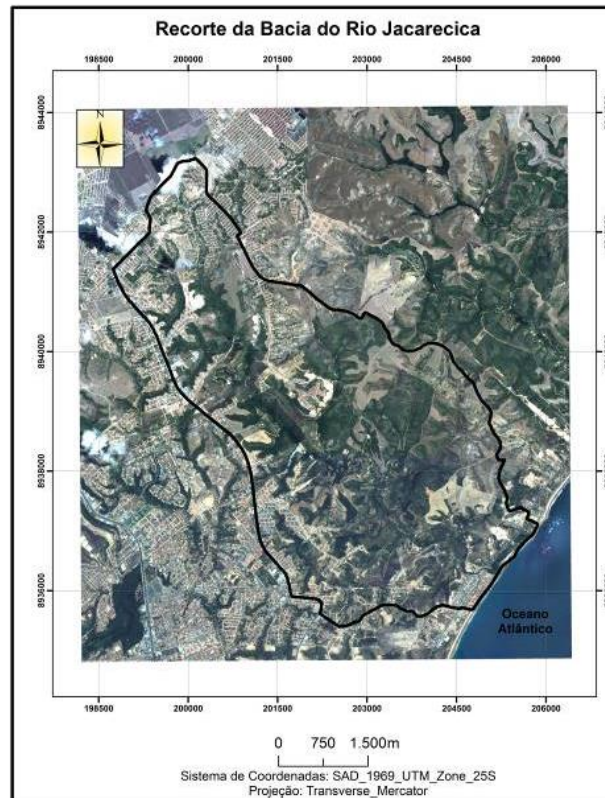 Recorte da Bacia do Rio Jacarecica
198500 200000 201500 203000 204500 206000
N
8944000
8942000
8940000
8938000
8936000
Oceano
Atlântico
198500 200000 201500 203000 204500 206000
0 750 1.500m
Sistema de Coordenadas: SAD_1969_UTM_Zone_25S
Projeção: Transverse_Mercator